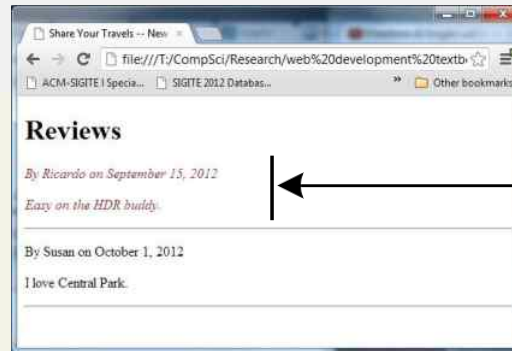 Share Your Travels -- New
file:///T:/CompSci/Research/web%20development%20textb
ACM-SIGITE I Specia...
SIGITE 2012 Databas...
»
Other bookmarks
Reviews
By Ricardo on September 15, 2012
Easy on the HDR buddy.
By Susan on October 1, 2012
I love Central Park.